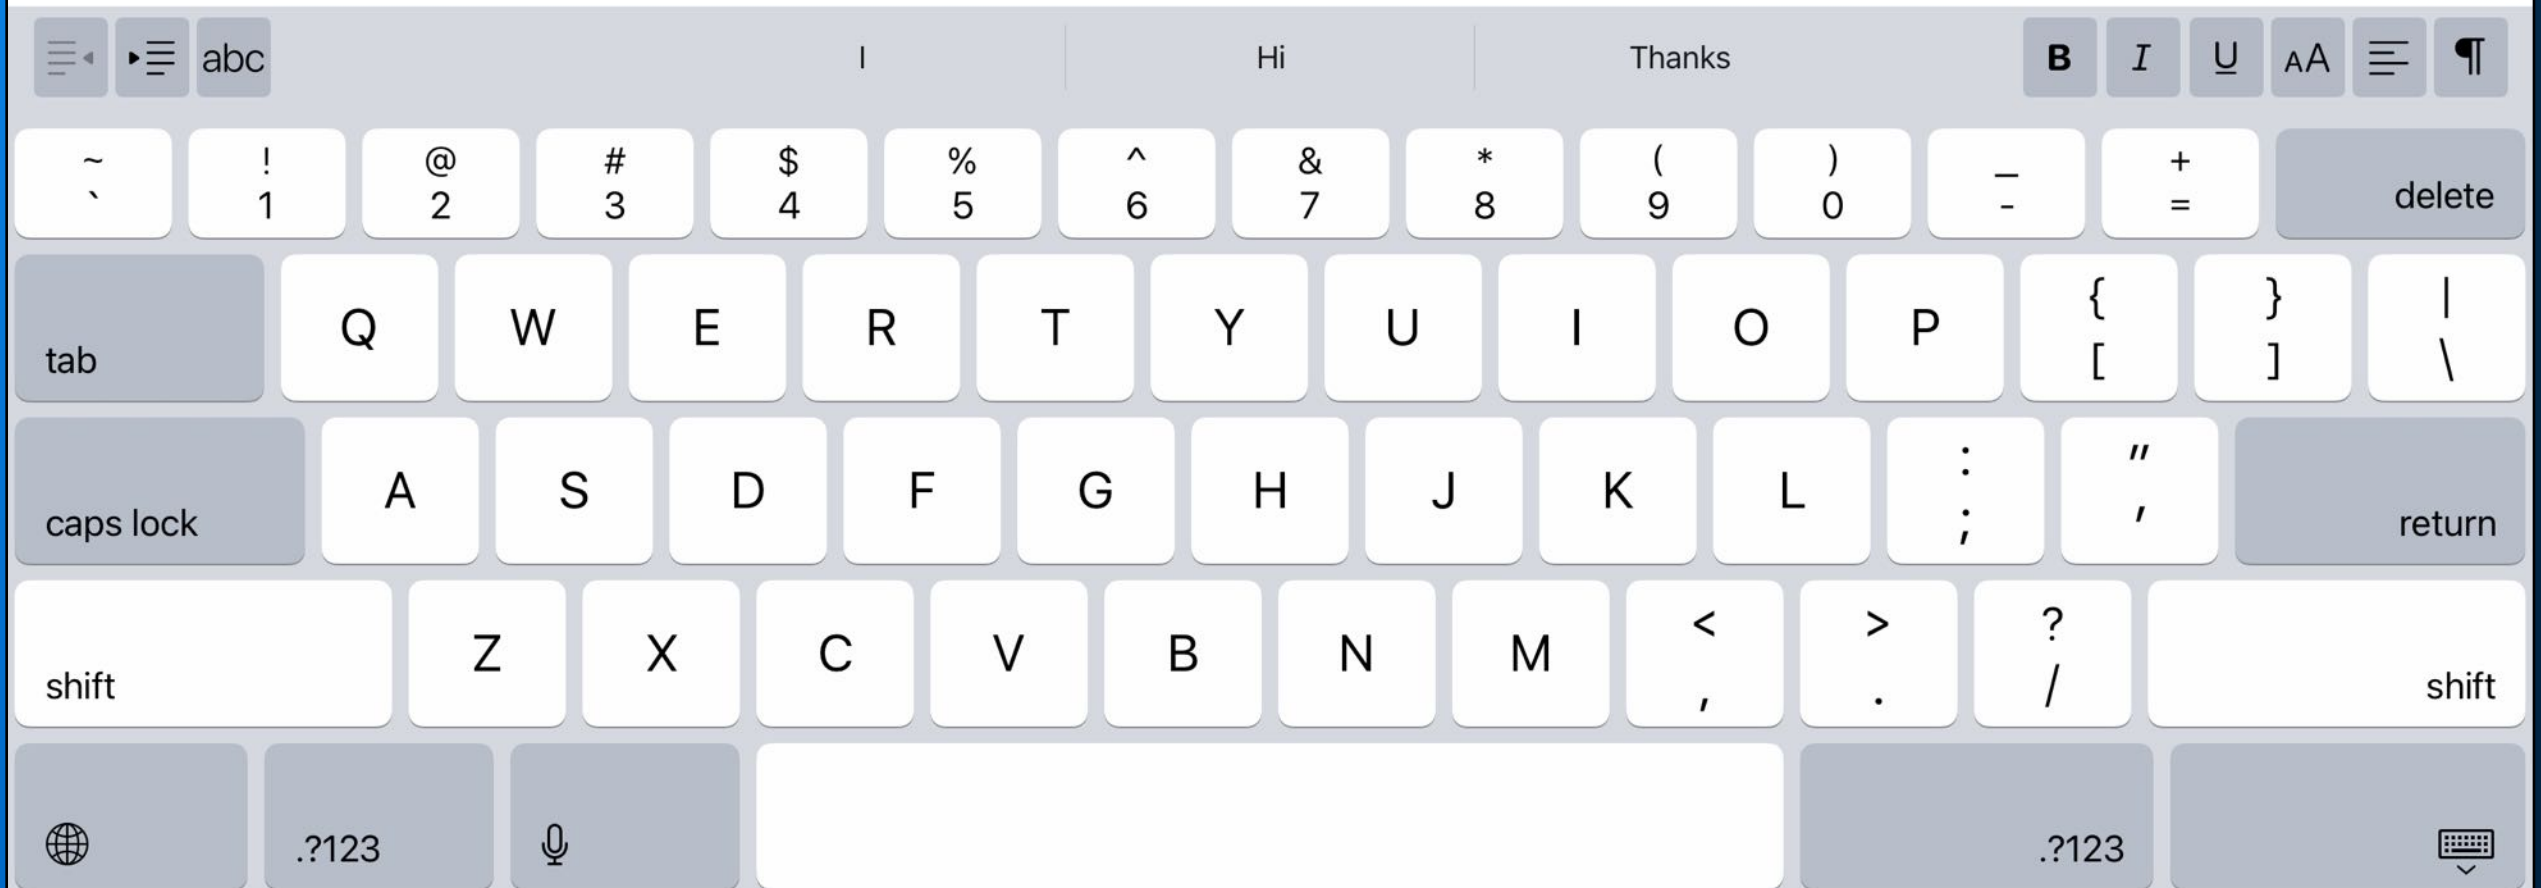 abc I Hi Thanks B I U AA ¶
~ ! @ # $ % ^ & * ( ) _ +
` 1 2 3 4 5 6 7 8 9 0 - = delete
{ } |
tab Q W E R T Y U I O P [ ] \
: "
caps lock A S D F G H J K L ; ' return
< > ?
shift Z X C V B N M , . / shift
.?123 .?123